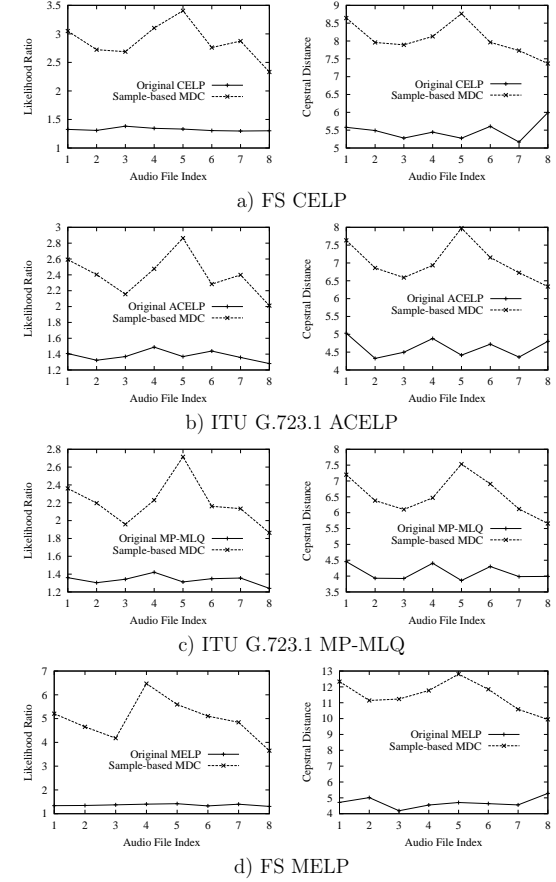 3.5
3
2.5
2
1.5
1
Likelihood Ratio
Original CELP
Sample-based MDC
1 2 3 4 5 6 7 8
Audio File Index
9
8.5
8
7.5
7
6.5
6
5.5
5
Cepstral Distance
Original CELP
Sample-based MDC
1 2 3 4 5 6 7 8
Audio File Index
a) FS CELP
3
2.8
2.6
2.4
2.2
2
1.8
1.6
1.4
1.2
Likelihood Ratio
Original ACELP
Sample-based MDC
1 2 3 4 5 6 7 8
Audio File Index
8
7.5
7
6.5
6
5.5
5
4.5
4
Cepstral Distance
Original ACELP
Sample-based MDC
1 2 3 4 5 6 7 8
Audio File Index
b) ITU G.723.1 ACELP
2.8
2.6
2.4
2.2
2
1.8
1.6
1.4
1.2
Likelihood Ratio
Original MP-MLQ
Sample-based MDC
1 2 3 4 5 6 7 8
Audio File Index
8
7.5
7
6.5
6
5.5
5
4.5
4
3.5
Cepstral Distance
Original MP-MLQ
Sample-based MDC
1 2 3 4 5 6 7 8
Audio File Index
c) ITU G.723.1 MP-MLQ
7
6
5
4
3
2
1
Likelihood Ratio
Original MELP
Sample-based MDC
1 2 3 4 5 6 7 8
Audio File Index
13
12
11
10
9
8
7
6
5
4
Cepstral Distance
Original MELP
Sample-based MDC
1 2 3 4 5 6 7 8
Audio File Index
d) FS MELP